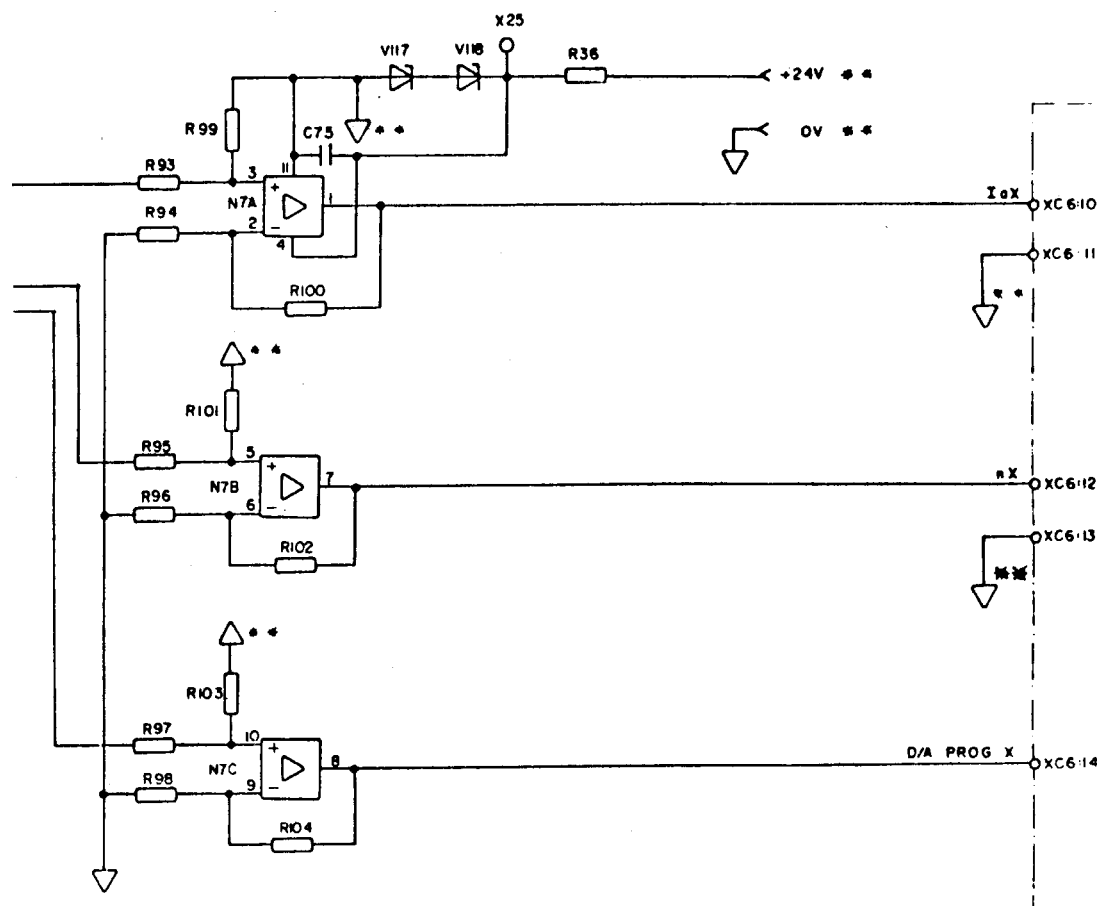 X25
V117 V118 R36
+24V **
R99 C75 ** 0V **
R93 3 11
+
N7A 1 IaX XC6:10
R94 2 -
4
XC6:11
R100 **
**
R101
R95 5
+
N7B 7 nX XC6:12
R96 6 -
XC6:13
R102 **
**
R103
R97 10
+
N7C 8 D/A PROG X XC6:14
R98 9 -
R104